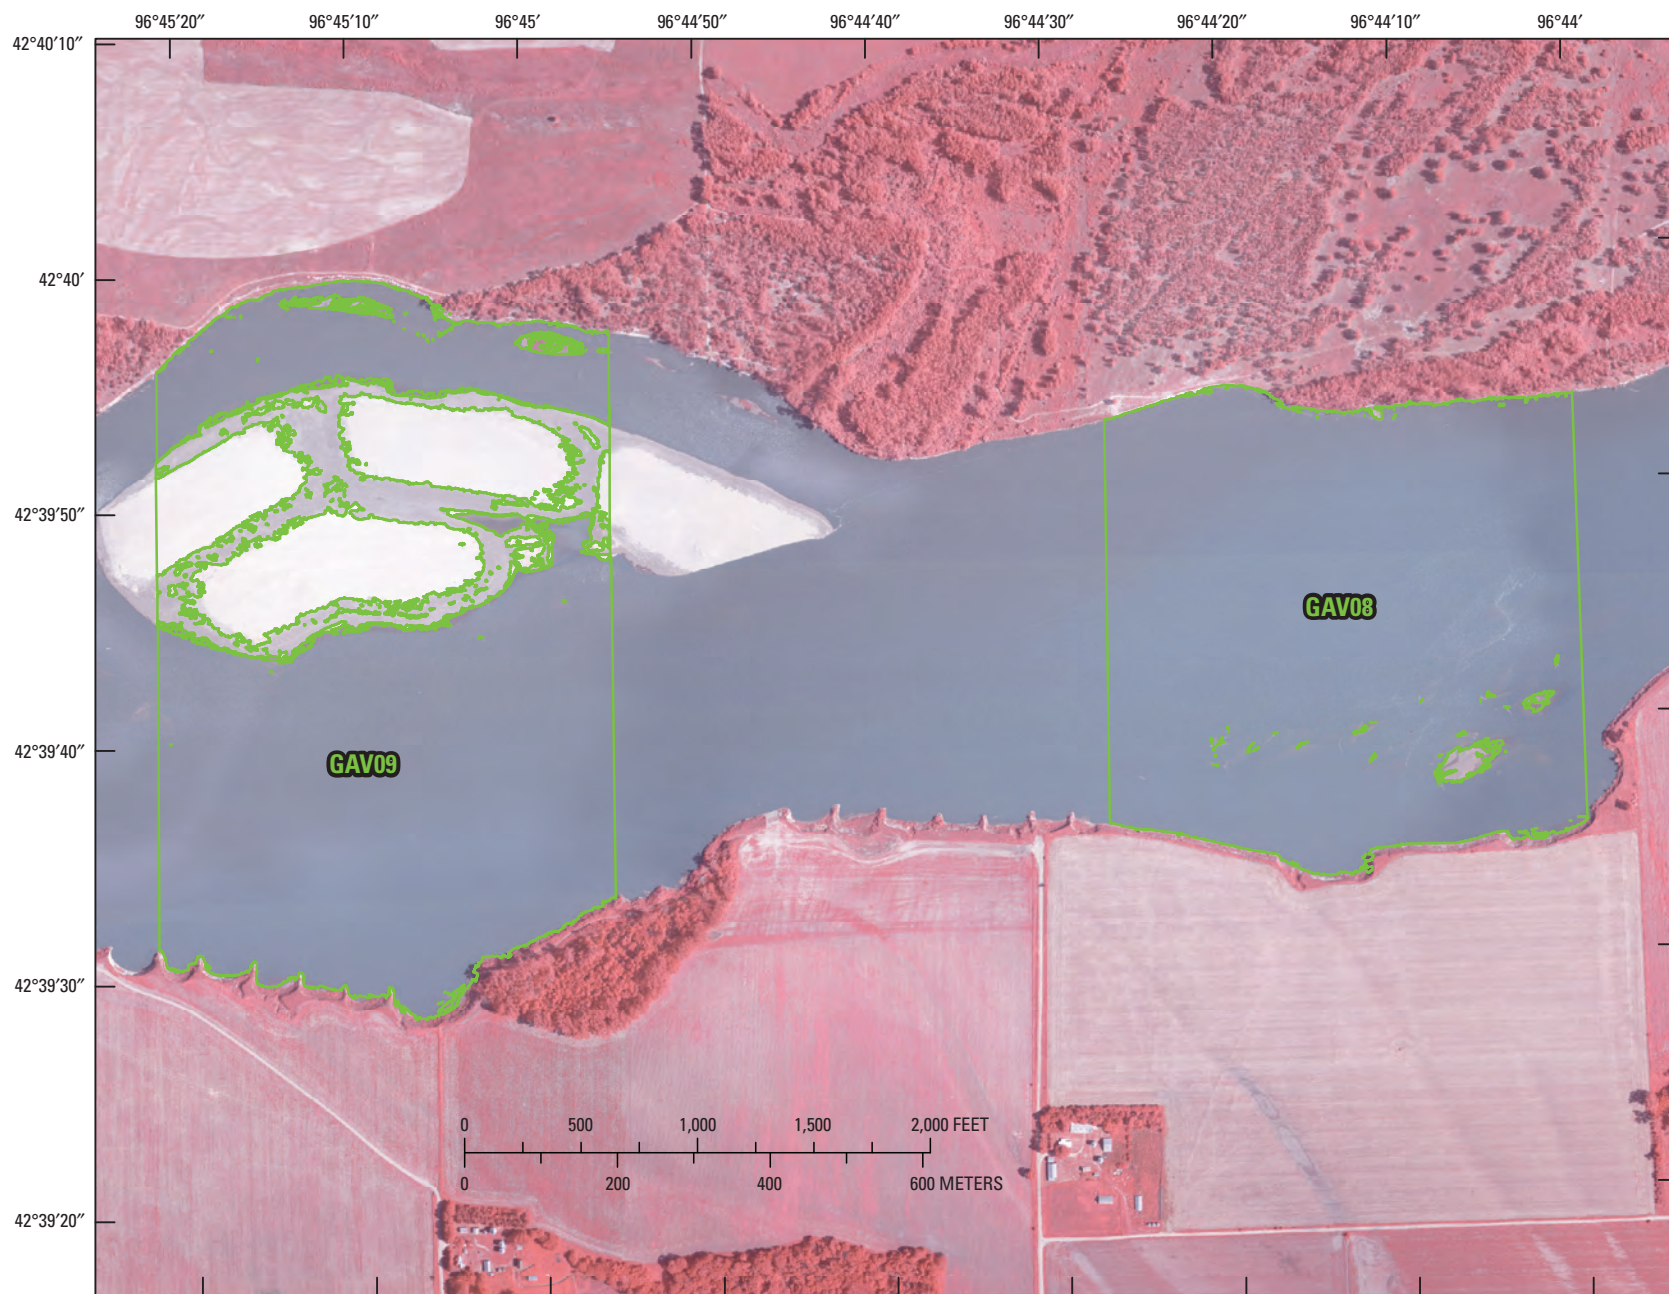 96°45′20″ 96°45′10″ 96°45′ 96°44′50″ 96°44′40″ 96°44′30″ 96°44′20″ 96°44′10″ 96°44′
42°40′10″
42°40′
42°39′50″
GAV08
42°39′40″
GAV09
42°39′30″
0 500 1,000 1,500 2,000 FEET
0 200 400 600 METERS
42°39′20″